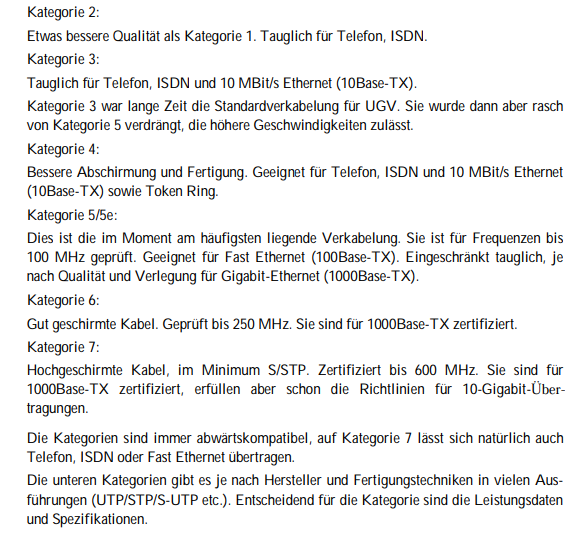 Kategorie 2:
Etwas bessere Qualität als Kategorie 1. Tauglich für Telefon, ISDN.
Kategorie 3:
Tauglich für Telefon, ISDN und 10 MBit/s Ethernet (10Base-TX).
Kategorie 3 war lange Zeit die Standardverkabelung für UGV. Sie wurde dann aber rasch
von Kategorie 5 verdrängt, die höhere Geschwindigkeiten zulässt.
Kategorie 4:
Bessere Abschirmung und Fertigung. Geeignet für Telefon, ISDN und 10 MBit/s Ethernet
(10Base-TX) sowie Token Ring.
Kategorie 5/5e:
Dies ist die im Moment am häufigsten liegende Verkabelung. Sie ist für Frequenzen bis
100 MHz geprüft. Geeignet für Fast Ethernet (100Base-TX). Eingeschränkt tauglich, je
nach Qualität und Verlegung für Gigabit-Ethernet (1000Base-TX).
Kategorie 6:
Gut geschirmte Kabel. Geprüft bis 250 MHz. Sie sind für 1000Base-TX zertifiziert.
Kategorie 7:
Hochgeschirmte Kabel, im Minimum S/STP. Zertifiziert bis 600 MHz. Sie sind für
1000Base-TX zertifiziert, erfüllen aber schon die Richtlinien für 10-Gigabit-Über-
tragungen.
Die Kategorien sind immer abwärtskompatibel, auf Kategorie 7 lässt sich natürlich auch
Telefon, ISDN oder Fast Ethernet übertragen.
Die unteren Kategorien gibt es je nach Hersteller und Fertigungstechniken in vielen Aus-
führungen (UTP/STP/S-UTP etc.). Entscheidend für die Kategorie sind die Leistungsdaten
und Spezifikationen.